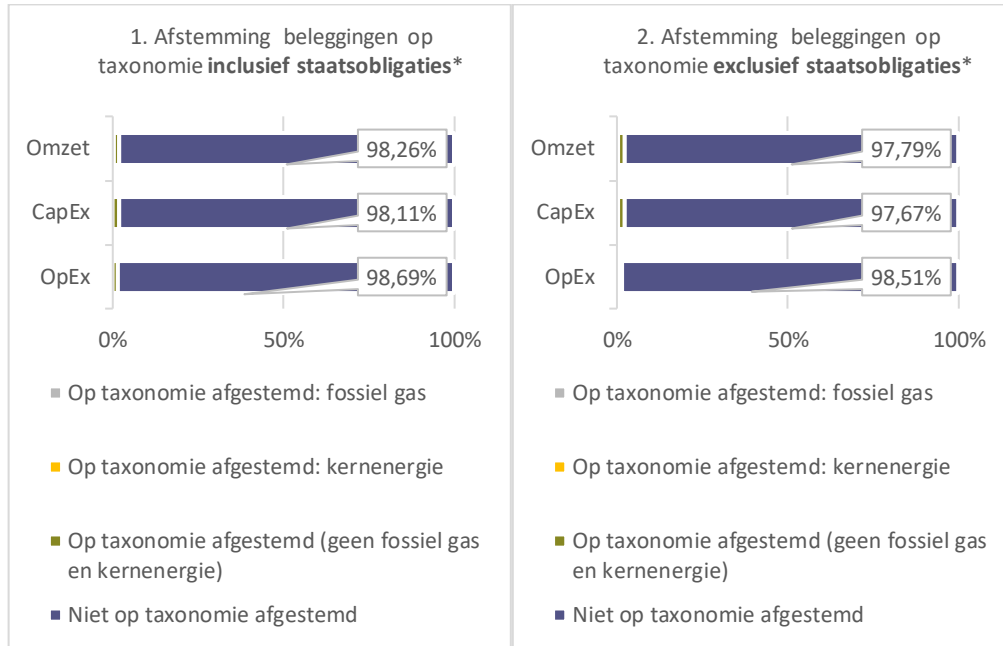 1. Afstemming beleggingen op
taxonomie inclusief staatsobligaties*
Omzet
98,26%
CapEx
98,11%
OpEx
98,69%
0%
50%
100%
Op taxonomie afgestemd: fossiel gas
Op taxonomie afgestemd: kernenergie
Op taxonomie afgestemd (geen fossiel gas
en kernenergie)
Niet op taxonomie afgestemd
2. Afstemming beleggingen op
taxonomie exclusief staatsobligaties*
Omzet
97,79%
CapEx
97,67%
OpEx
98,51%
0%
50%
100%
Op taxonomie afgestemd: fossiel gas
Op taxonomie afgestemd: kernenergie
Op taxonomie afgestemd (geen fossiel gas
en kernenergie)
Niet op taxonomie afgestemd